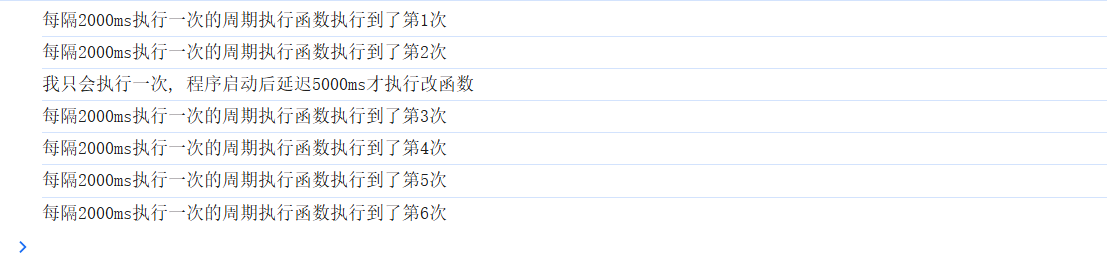 每隔2000ms执行一次的周期执行函数执行到了第1次
每隔2000ms执行一次的周期执行函数执行到了第2次
我只会执行一次, 程序启动后延迟5000ms才执行改函数
每隔2000ms执行一次的周期执行函数执行到了第3次
每隔2000ms执行一次的周期执行函数执行到了第4次
每隔2000ms执行一次的周期执行函数执行到了第5次
每隔2000ms执行一次的周期执行函数执行到了第6次